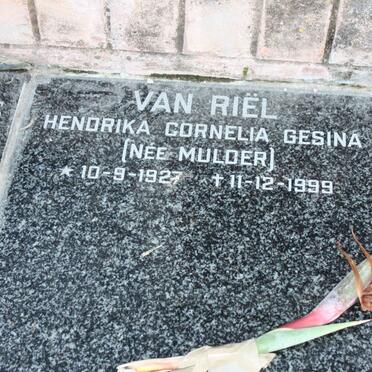 VAN RIËL
HENDRIKA CORNELIA GESINA
(NÉE MULDER)
* 10-9-1927 † 11-12-1999